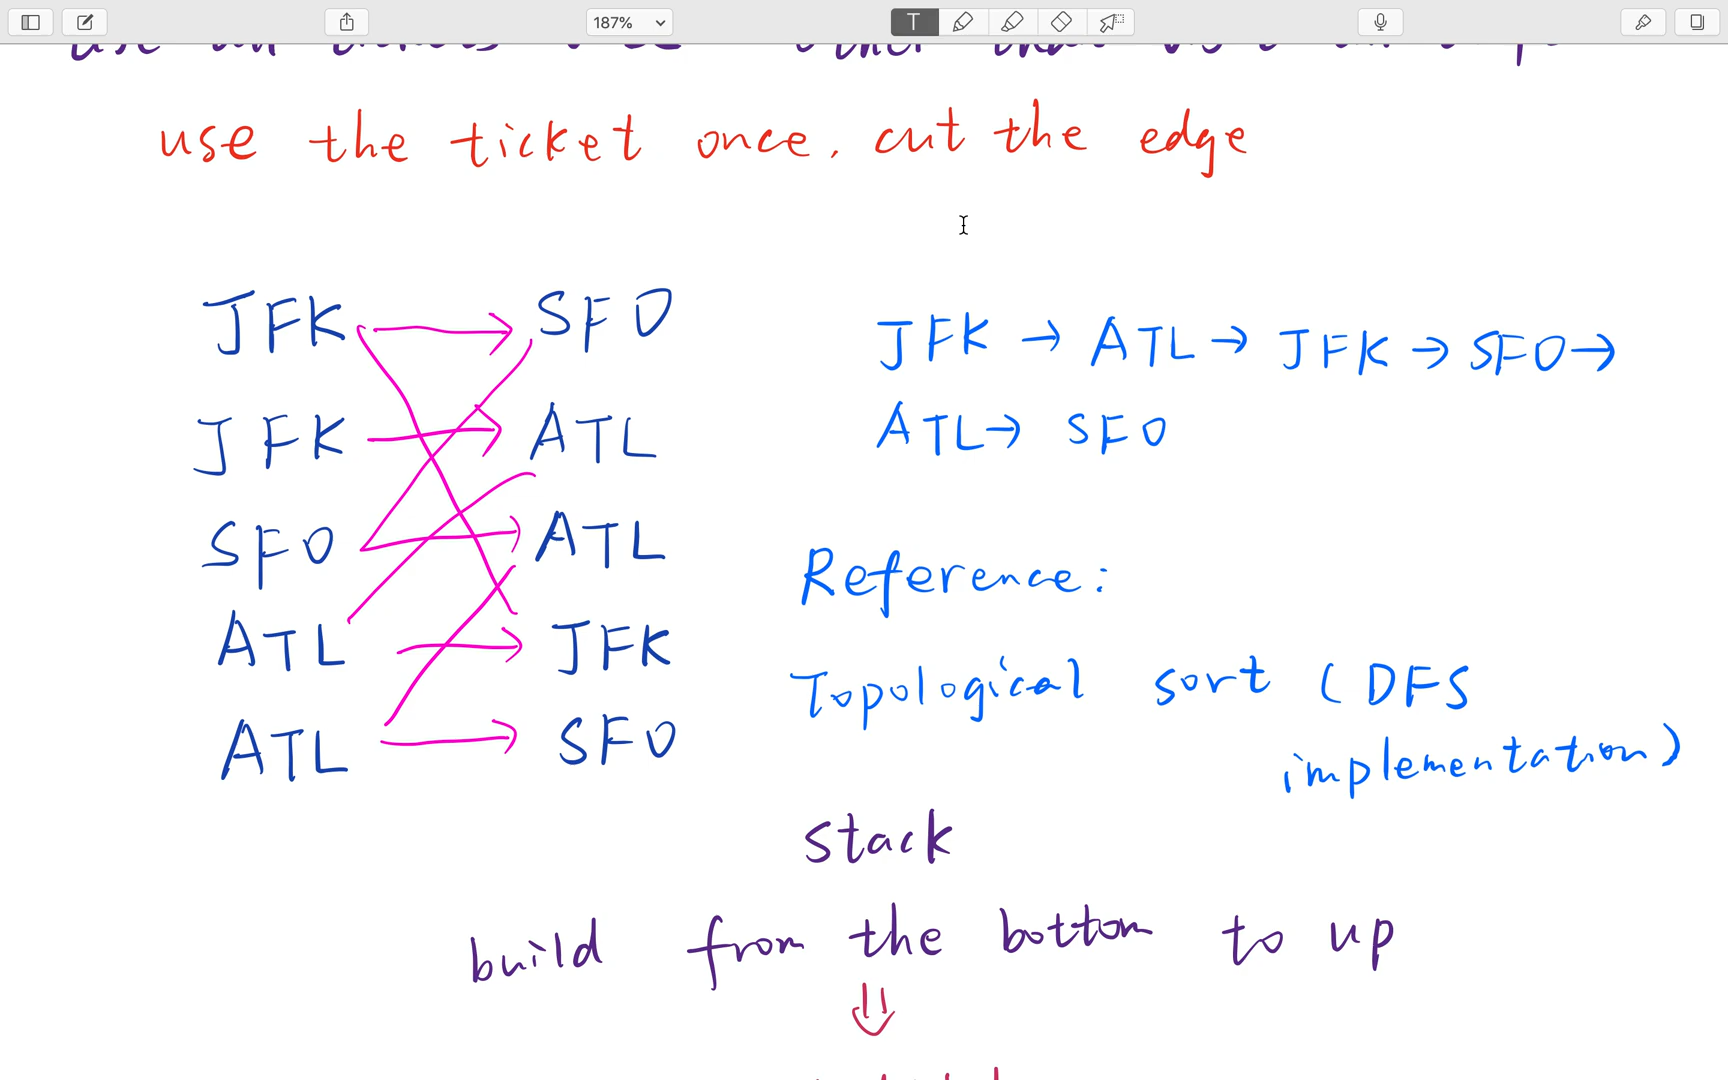 187%
T
use the ticket once. cut the edge
JFK SFO
JFK ATL
SFO ATL
ATL JFK
ATL SFO
JFK → ATL → JFK → SFO →
ATL → SFO
Reference:
Topological sort (DFS
implementation)
stack
build from the bottom to up